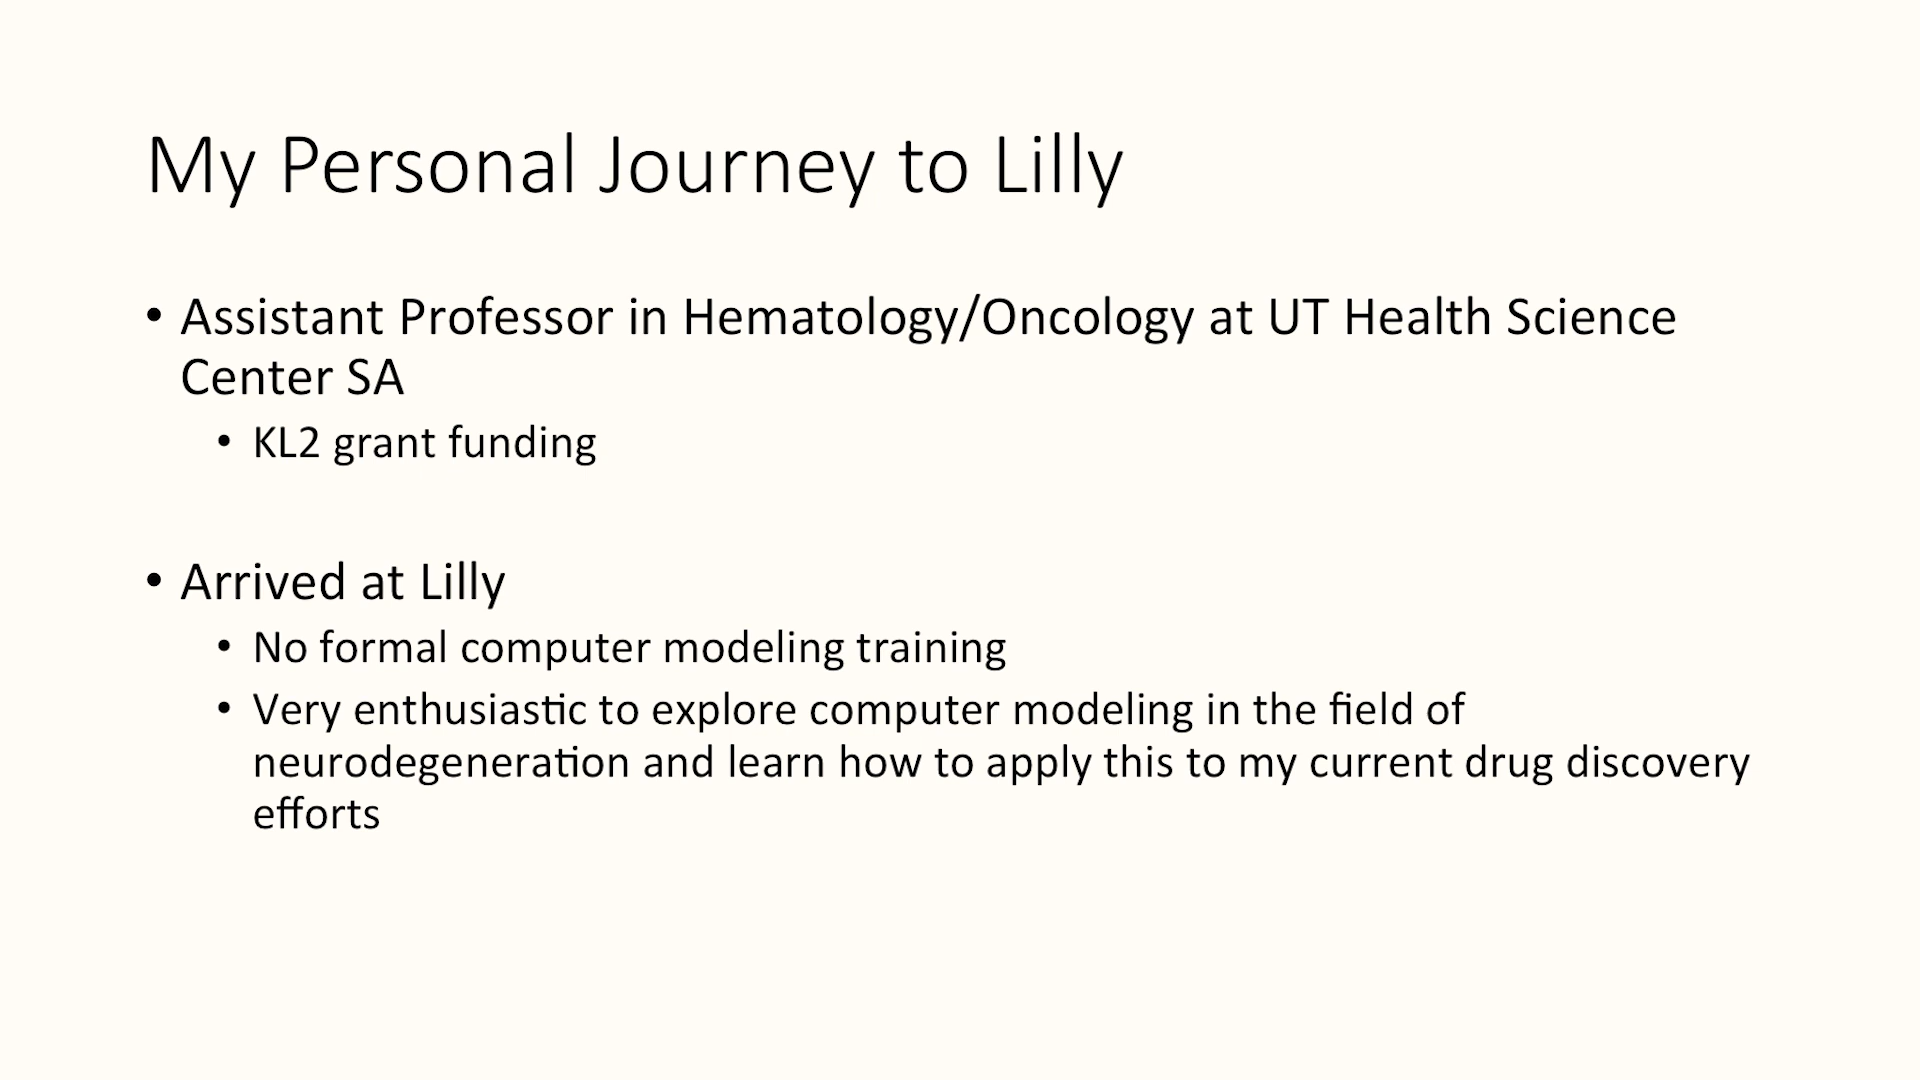 My Personal Journey to Lilly
• Assistant Professor in Hematology/Oncology at UT Health Science
Center SA
• KL2 grant funding
• Arrived at Lilly
• No formal computer modeling training
• Very enthusiastic to explore computer modeling in the field of
neurodegeneration and learn how to apply this to my current drug discovery
efforts